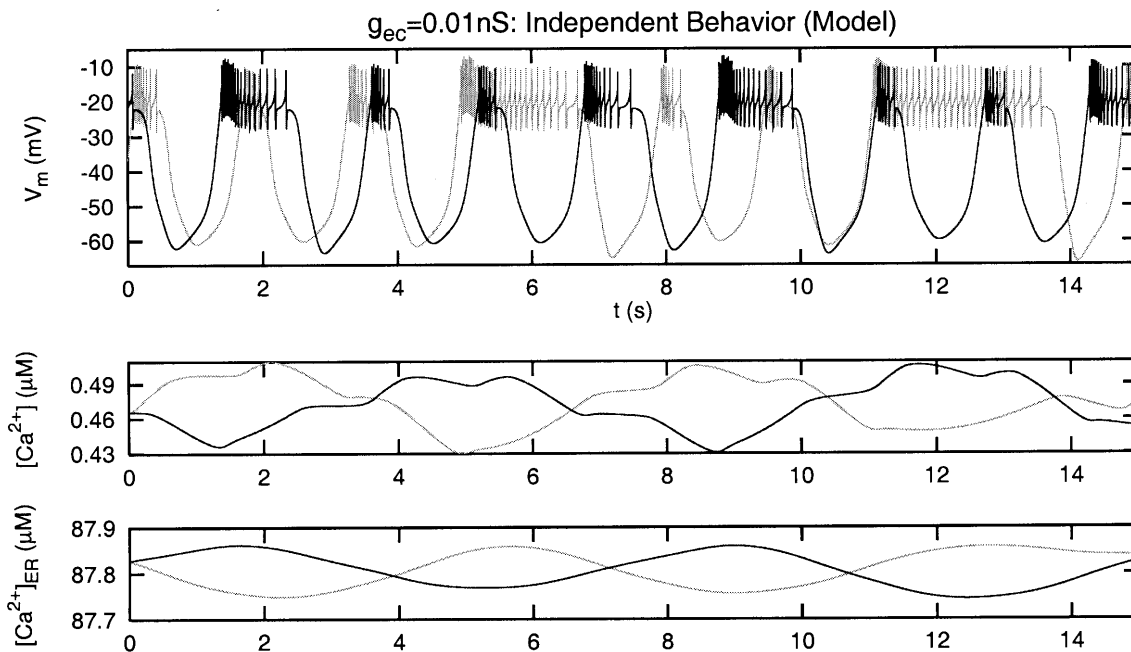 g_ec=0.01nS: Independent Behavior (Model)
-10
-20
-30
-40
-50
-60
V_m (mV)
0 2 4 6 8 10 12 14
t (s)
0.49
0.46
0.43
[Ca²⁺] (μM)
0 2 4 6 8 10 12 14
87.9
87.8
87.7
[Ca²⁺]_ER (μM)
0 2 4 6 8 10 12 14